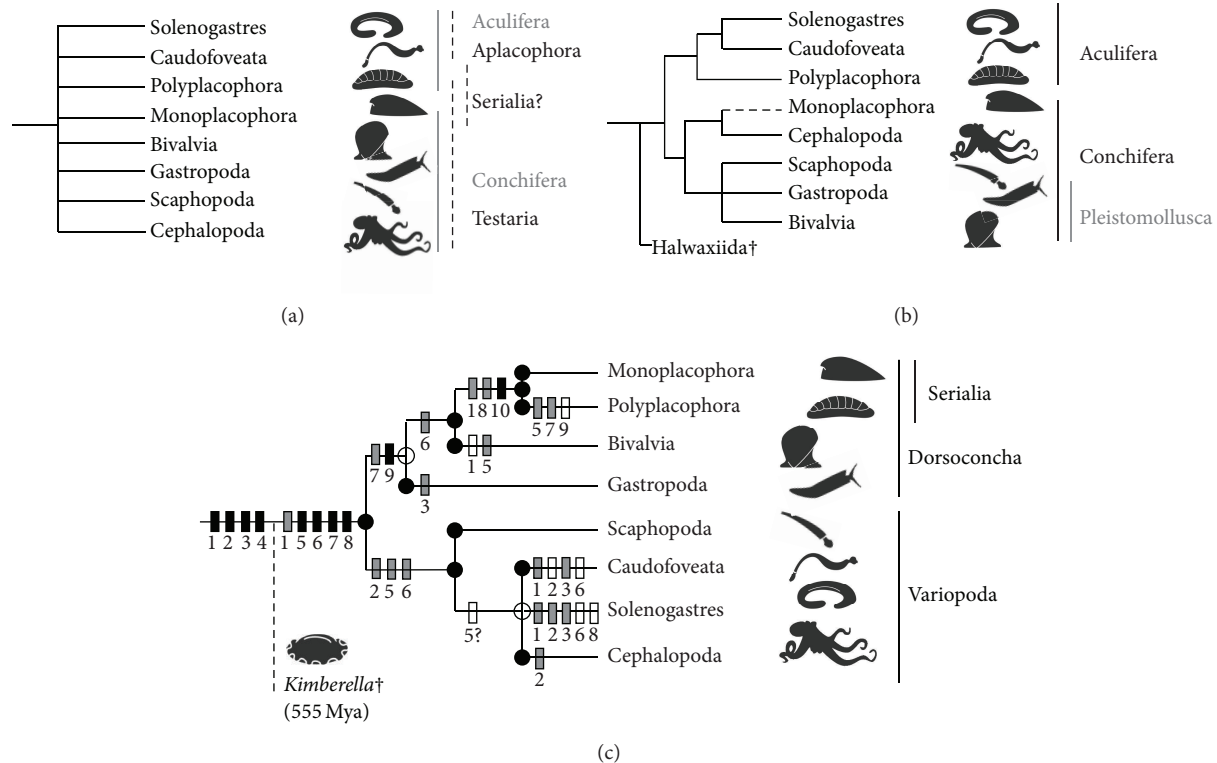 Solenogastres
Caudofoveata
Polyplacophora
Monoplacophora
Bivalvia
Gastropoda
Scaphopoda
Cephalopoda
Aculifera
Aplacophora
Serialia?
Conchifera
Testaria
(a)
Solenogastres
Caudofoveata
Polyplacophora
Monoplacophora
Cephalopoda
Scaphopoda
Gastropoda
Bivalvia
Halwaxiida†
Aculifera
Conchifera
Pleistomollusca
(b)
Monoplacophora
1 8 10
Polyplacophora
5 7 9
6
Bivalvia
1 5
7 9
Gastropoda
3
Scaphopoda
1 2 3 4 1 5 6 7 8
Caudofoveata
2 5 6
1 2 3 6
Solenogastres
5?
1 2 3 6 8
Cephalopoda
2
Kimberella†
(555 Mya)
Serialia
Dorsoconcha
Variopoda
(c)